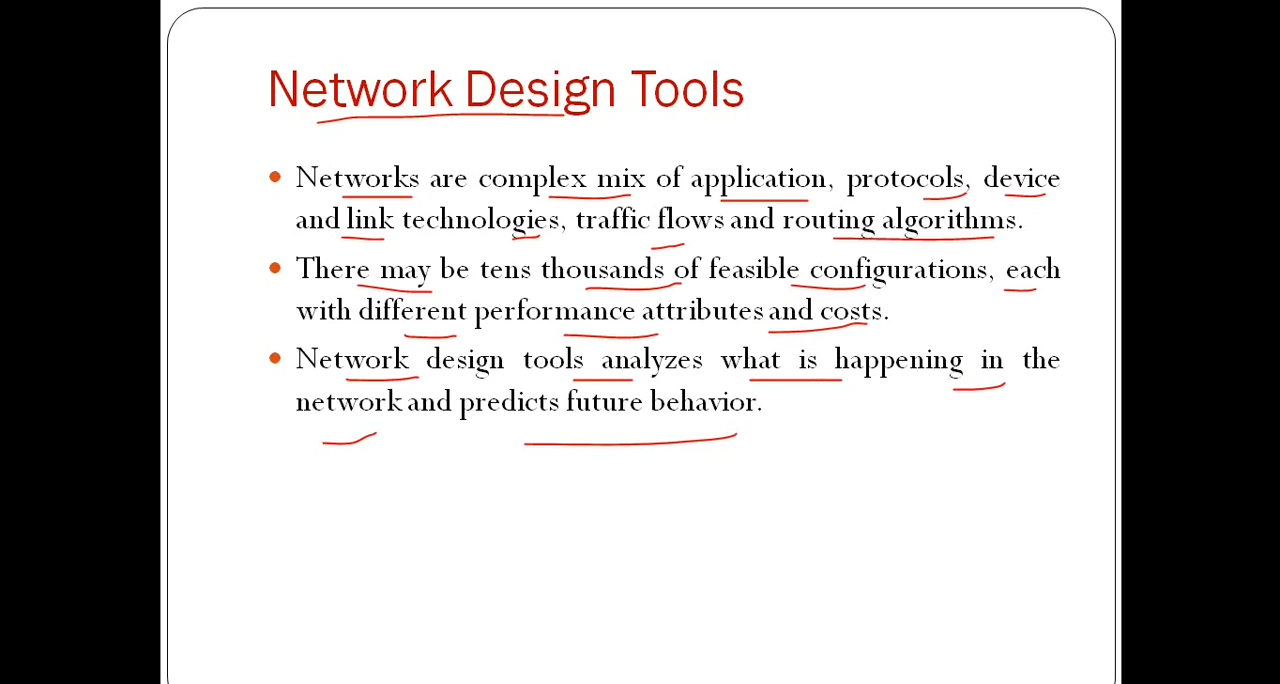 Network Design Tools
• Networks are complex mix of application, protocols, device
and link technologies, traffic flows and routing algorithms.
• There may be tens thousands of feasible configurations, each
with different performance attributes and costs.
• Network design tools analyzes what is happening in the
network and predicts future behavior.